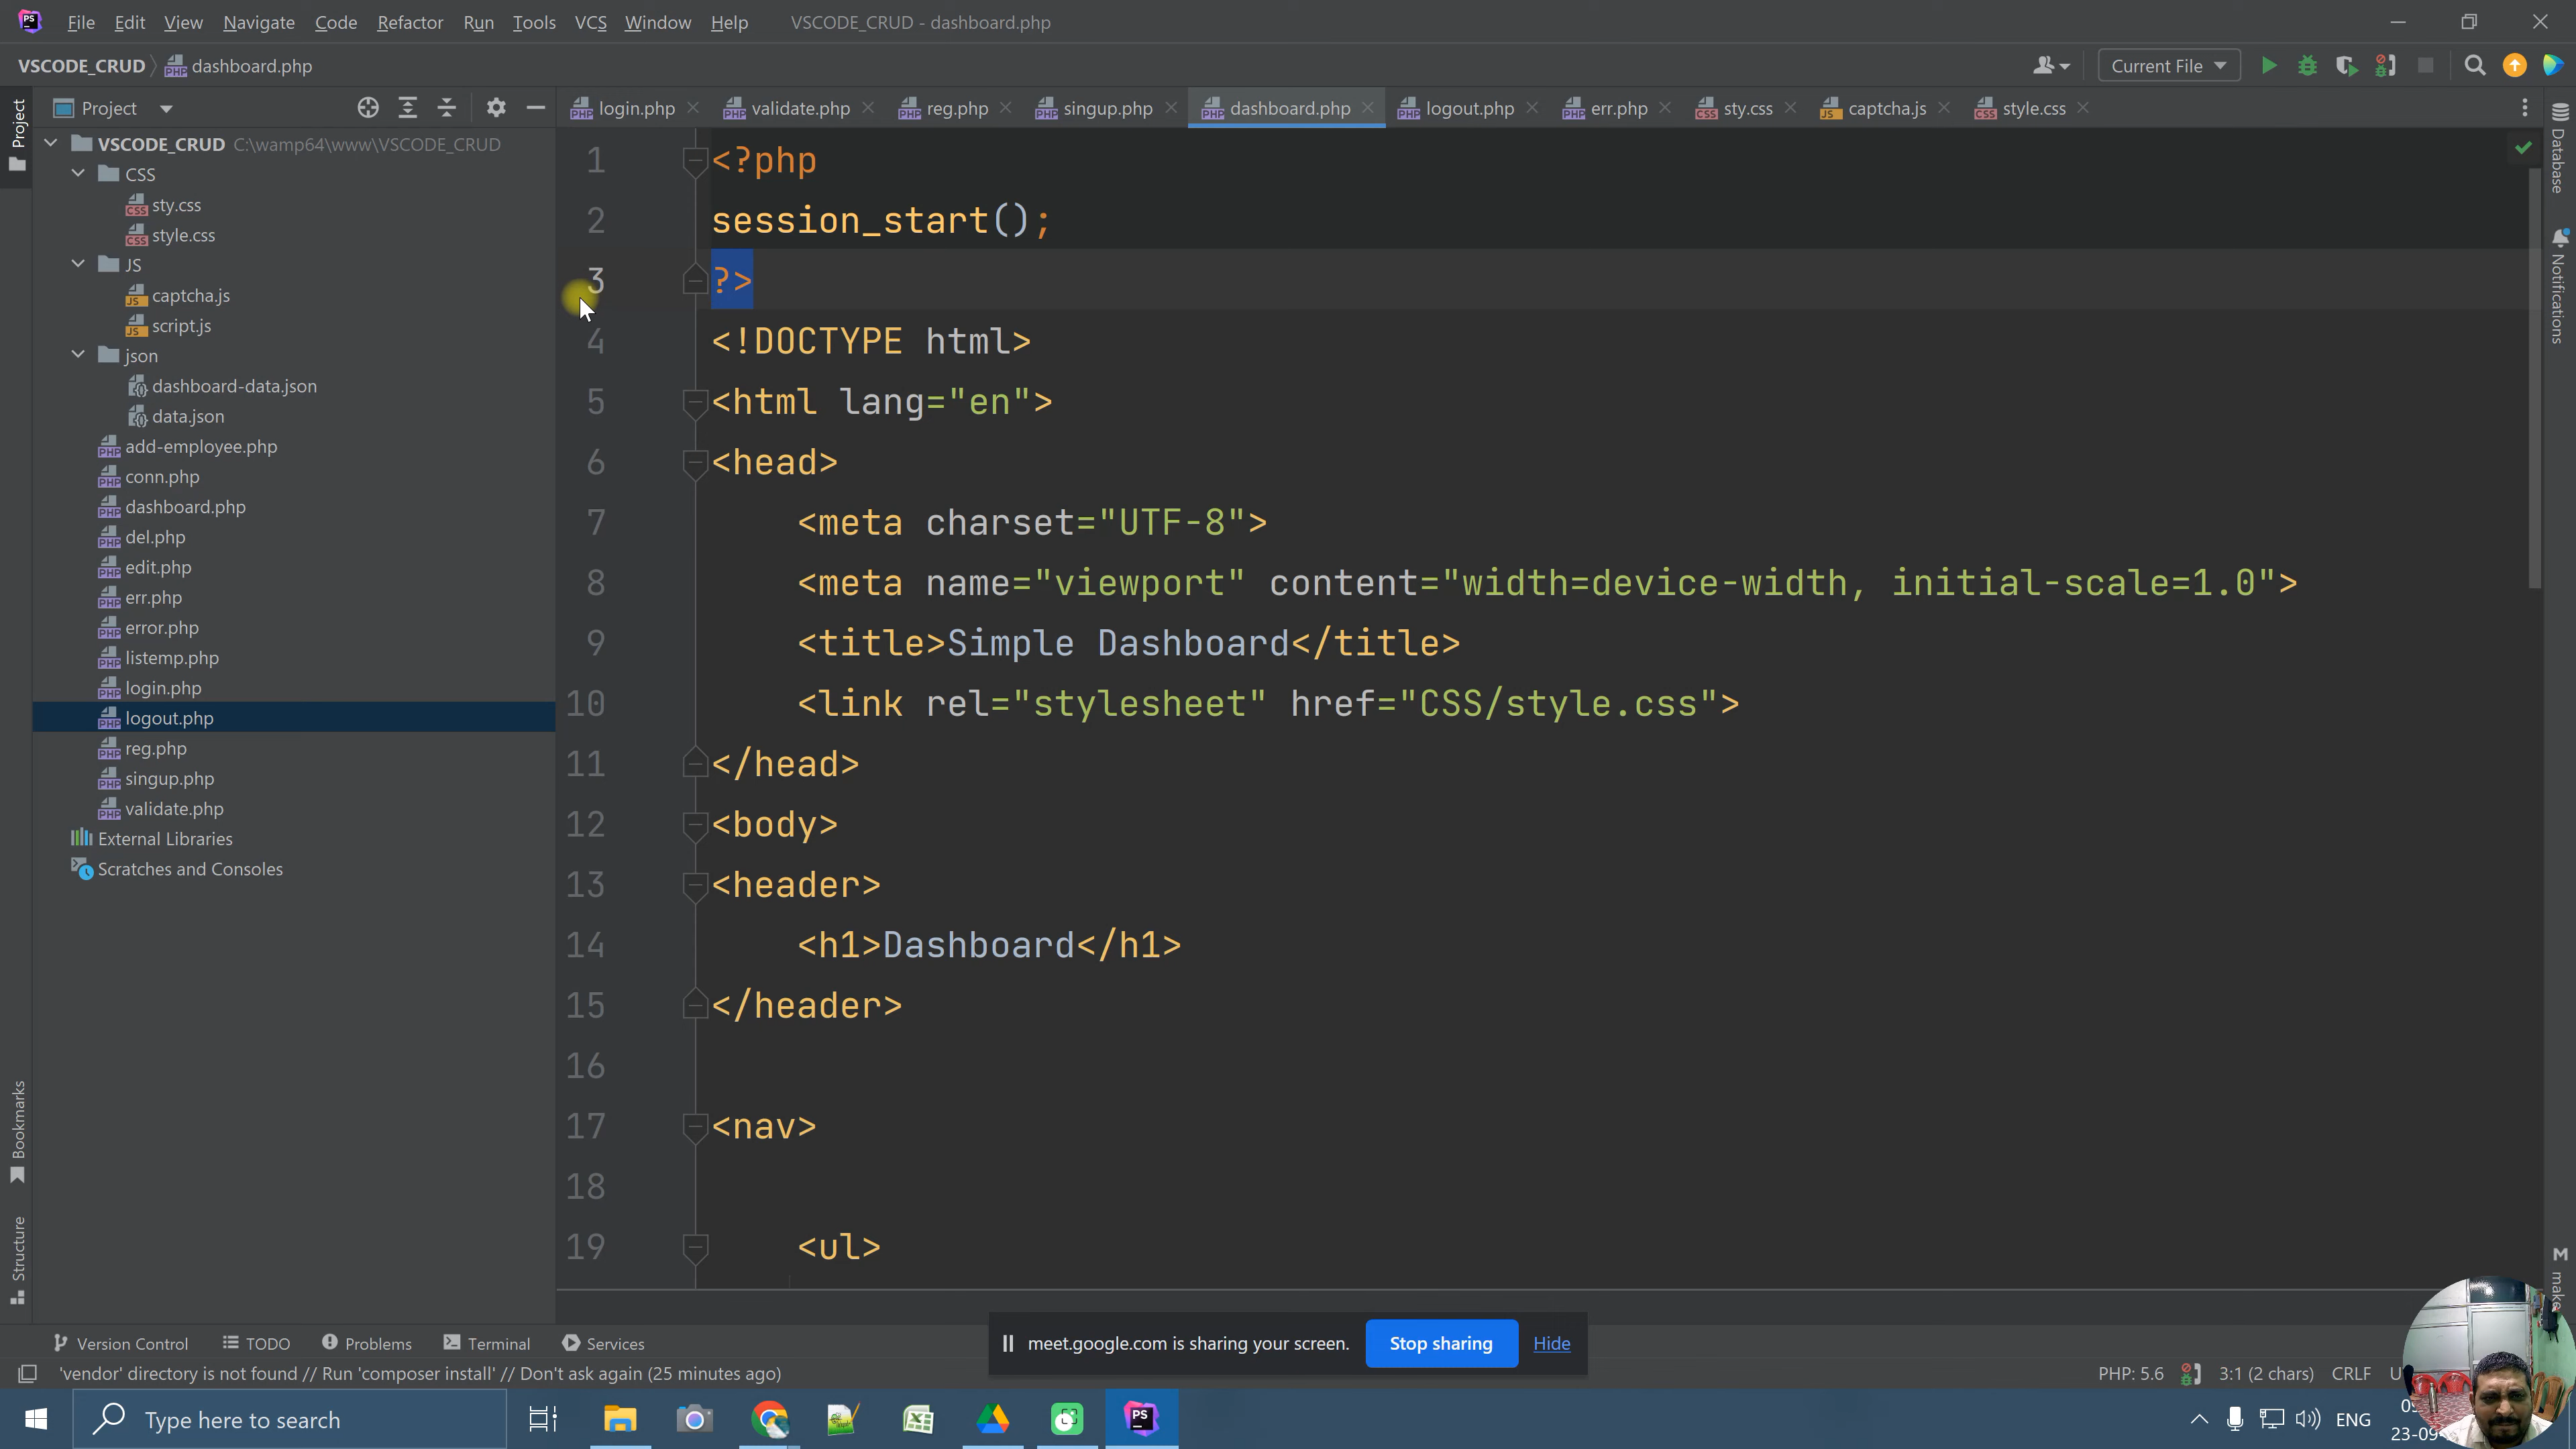 File Edit View Navigate Code Refactor Run Tools VCS Window Help VSCODE_CRUD - dashboard.php
VSCODE_CRUD dashboard.php Current File
Project login.php validate.php reg.php singup.php dashboard.php logout.php err.php sty.css captcha.js style.css
Project
VSCODE_CRUD C:\wamp64\www\VSCODE_CRUD
CSS
sty.css
style.css
JS
captcha.js
script.js
json
dashboard-data.json
data.json
add-employee.php
conn.php
dashboard.php
del.php
edit.php
err.php
error.php
listemp.php
login.php
logout.php
reg.php
singup.php
validate.php
External Libraries
Scratches and Consoles
Bookmarks
Structure
1 <?php
2 session_start();
3 ?>
4 <!DOCTYPE html>
5 <html lang="en">
6 <head>
7 <meta charset="UTF-8">
8 <meta name="viewport" content="width=device-width, initial-scale=1.0">
9 <title>Simple Dashboard</title>
10 <link rel="stylesheet" href="CSS/style.css">
11 </head>
12 <body>
13 <header>
14 <h1>Dashboard</h1>
15 </header>
16
17 <nav>
18
19 <ul>
Database
Notifications
make
Version Control TODO Problems Terminal Services
meet.google.com is sharing your screen. Stop sharing Hide
'vendor' directory is not found // Run 'composer install' // Don't ask again (25 minutes ago) PHP: 5.6 3:1 (2 chars) CRLF
Type here to search
ENG
23-09